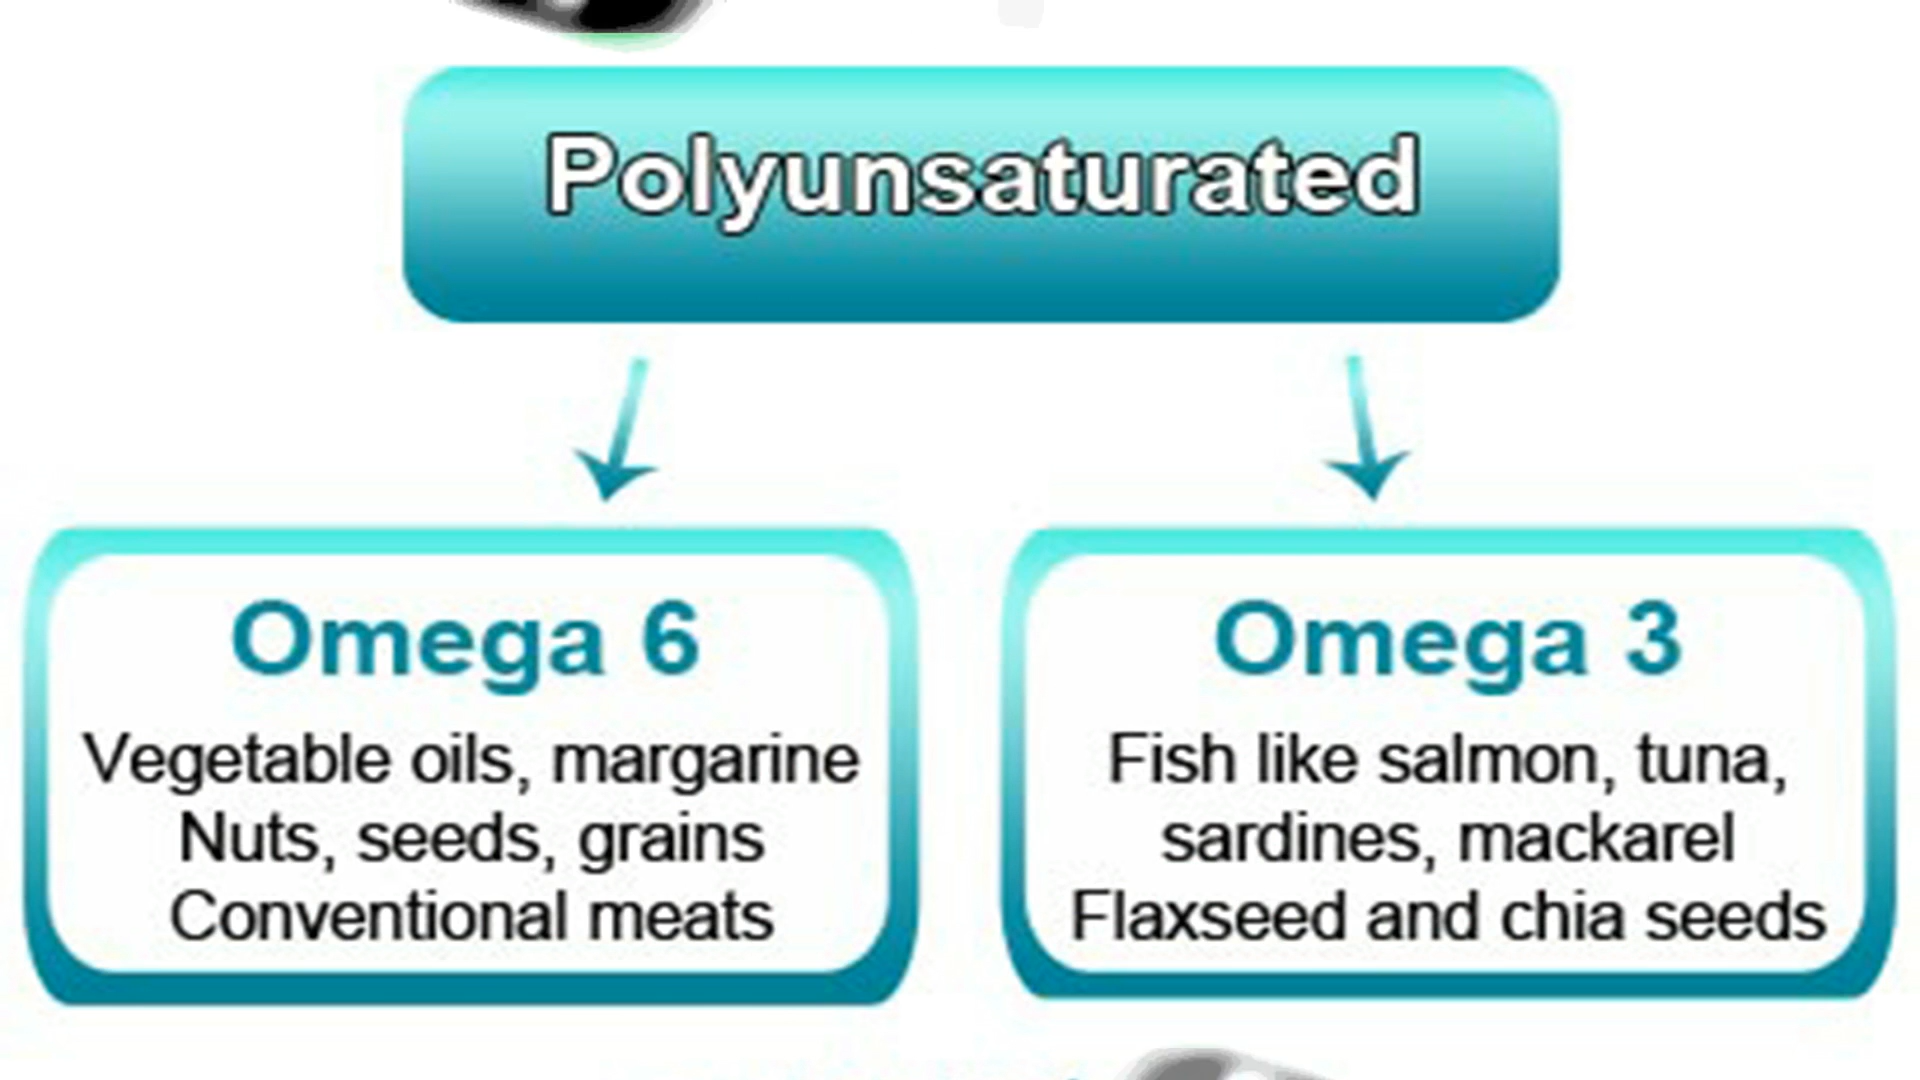 Polyunsaturated
Omega 6
Vegetable oils, margarine
Nuts, seeds, grains
Conventional meats
Omega 3
Fish like salmon, tuna,
sardines, mackarel
Flaxseed and chia seeds